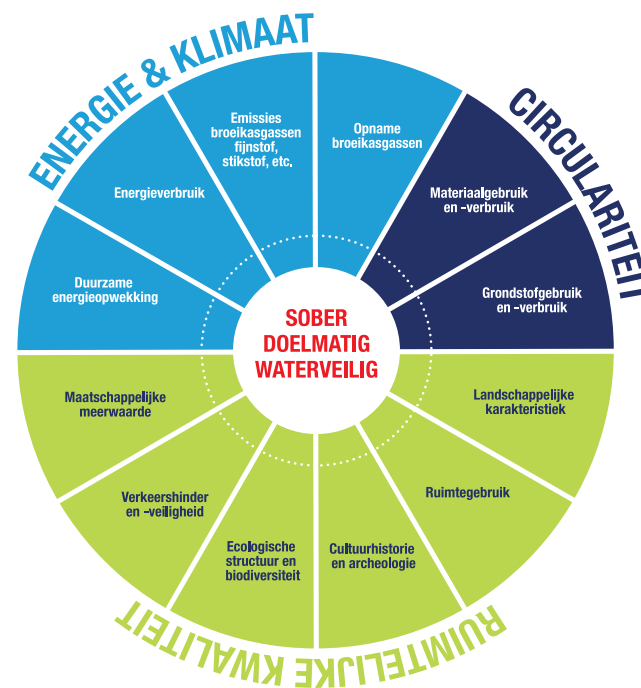 ENERGIE & KLIMAAT
CIRCULARITEIT
Emissies
broeikasgassen
fijnstof,
stikstof, etc.
Opname
broeikasgassen
Energieverbruik
Materiaalgebruik
en -verbruik
Duurzame
energieopwekking
Grondstofgebruik
en -verbruik
SOBER
DOELMATIG
WATERVEILIG
Maatschappelijke
meerwaarde
Landschappelijke
karakteristiek
Verkeershinder
en -veiligheid
Ruimtegebruik
Ecologische
structuur en
biodiversiteit
Cultuurhistorie
en archeologie
RUIMTELIJKE KWALITEIT